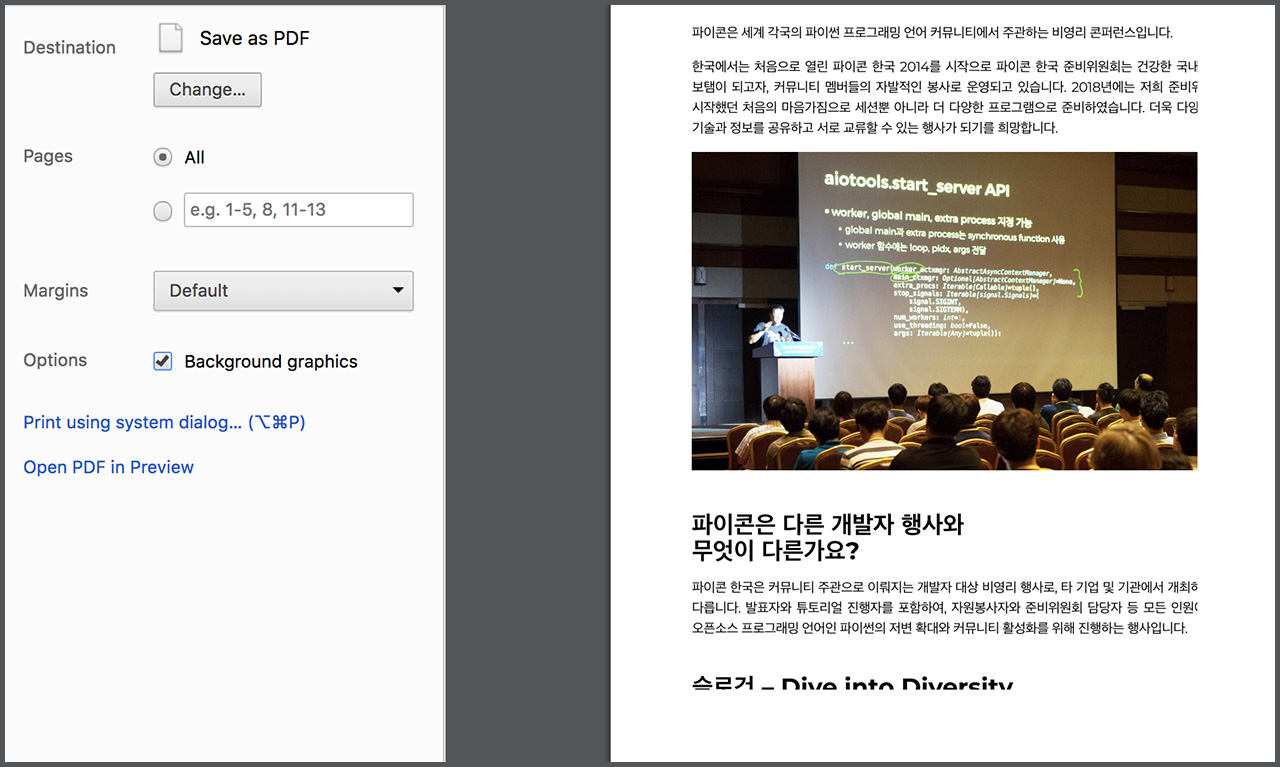 Destination
Save as PDF
Change...
Pages
All
e.g. 1-5, 8, 11-13
Margins
Default
Options
Background graphics
Print using system dialog... (⌥⌘P)
Open PDF in Preview
파이콘은 세계 각국의 파이썬 프로그래밍 언어 커뮤니티에서 주관하는 비영리 콘퍼런스입니다.
한국에서는 처음으로 열린 파이콘 한국 2014를 시작으로 파이콘 한국 준비위원회는 건강한 국내
보탬이 되고자, 커뮤니티 멤버들의 자발적인 봉사로 운영되고 있습니다. 2018년에는 저희 준비위
시작했던 처음의 마음가짐으로 세션뿐 아니라 더 다양한 프로그램으로 준비하였습니다. 더욱 다양
기술과 정보를 공유하고 서로 교류할 수 있는 행사가 되기를 희망합니다.
aiotools.start_server API
▪ worker, global main, extra process 지정 가능
• global main과 extra process는 synchronous function 사용
• worker 함수에는 loop, pidx, args 전달
def start_server(worker_actxmgr: AbstractAsyncContextManager,
main_ctxmgr: Optional[AbstractContextManager]=None,
extra_procs: Iterable[Callable]=tuple(),
stop_signals: Iterable[signal.Signals]=(
signal.SIGINT,
signal.SIGTERM),
num_workers: int=1,
use_threading: bool=False,
args: Iterable[Any]=tuple()):
...
파이콘은 다른 개발자 행사와
무엇이 다른가요?
파이콘 한국은 커뮤니티 주관으로 이뤄지는 개발자 대상 비영리 행사로, 타 기업 및 기관에서 개최하
다릅니다. 발표자와 튜토리얼 진행자를 포함하여, 자원봉사자와 준비위원회 담당자 등 모든 인원이
오픈소스 프로그래밍 언어인 파이썬의 저변 확대와 커뮤니티 활성화를 위해 진행하는 행사입니다.
슬로건 – Dive into Diversity